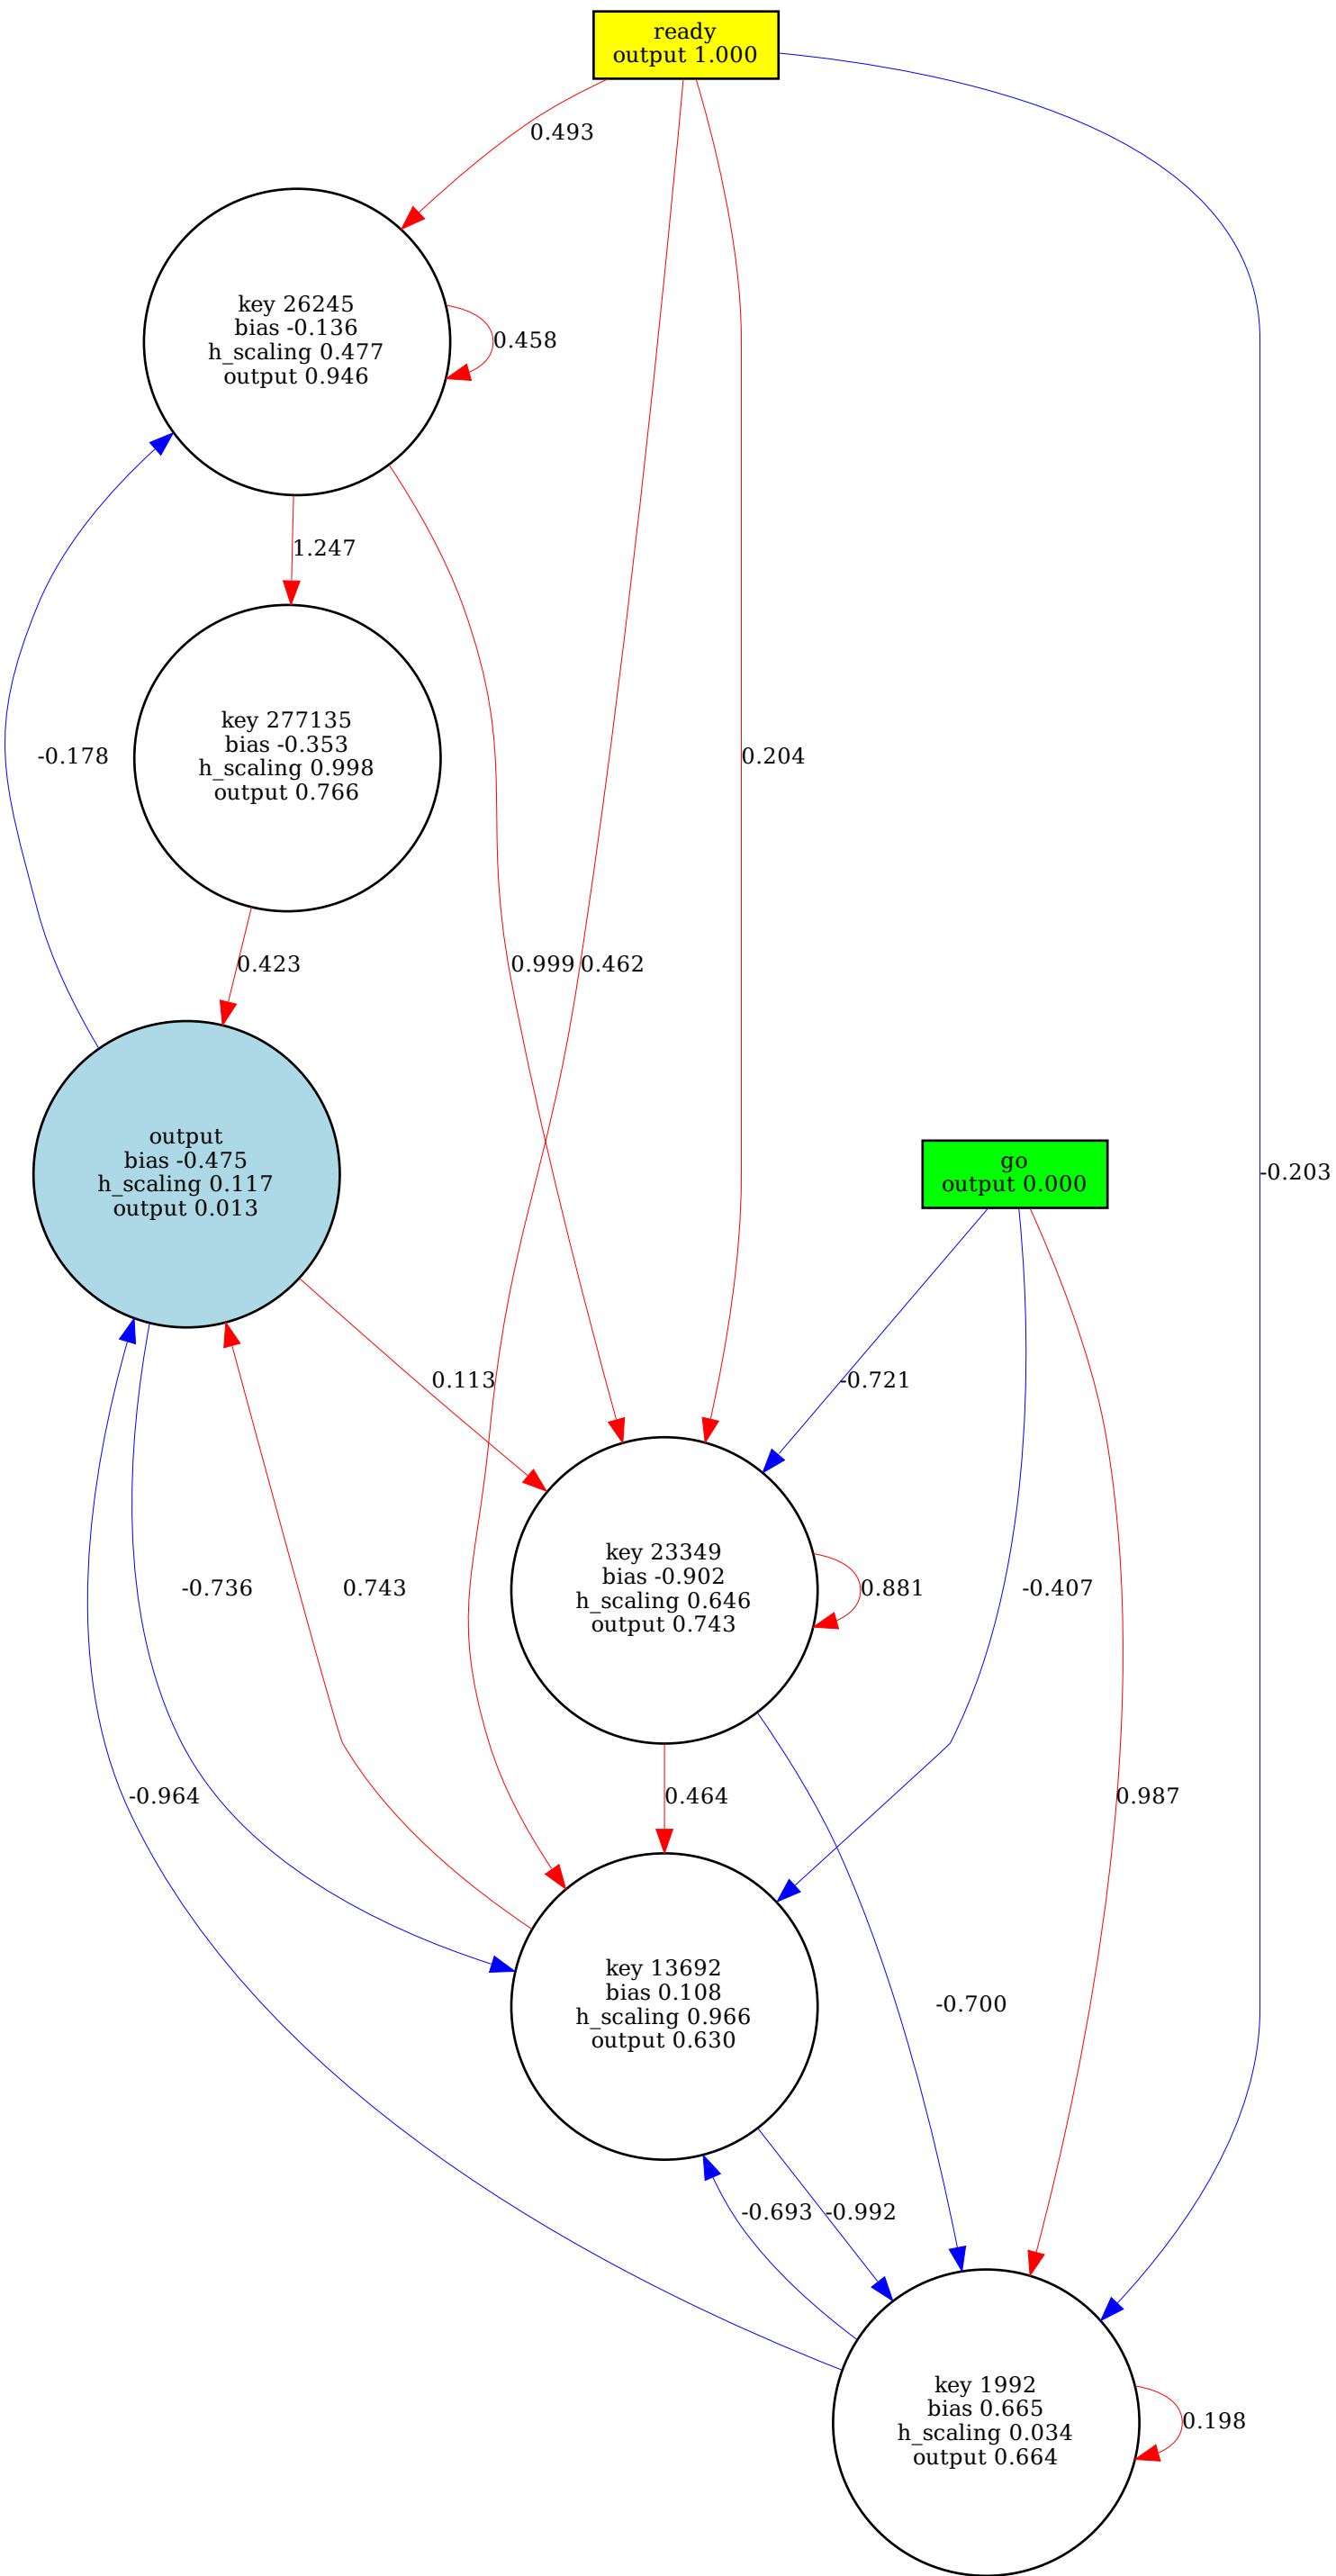 ready
output 1.000
0.493
key 26245
bias -0.136
h_scaling 0.477
output 0.946
0.458
1.247
key 277135
bias -0.353
h_scaling 0.998
output 0.766
-0.178
0.204
0.423
0.999
0.462
output
bias -0.475
h_scaling 0.117
output 0.013
go
output 0.000
-0.203
0.113
-0.721
key 23349
bias -0.902
h_scaling 0.646
output 0.743
-0.736
0.743
0.881
-0.407
-0.964
0.464
0.987
key 13692
bias 0.108
h_scaling 0.966
output 0.630
-0.700
-0.693
-0.992
key 1992
bias 0.665
h_scaling 0.034
output 0.664
0.198